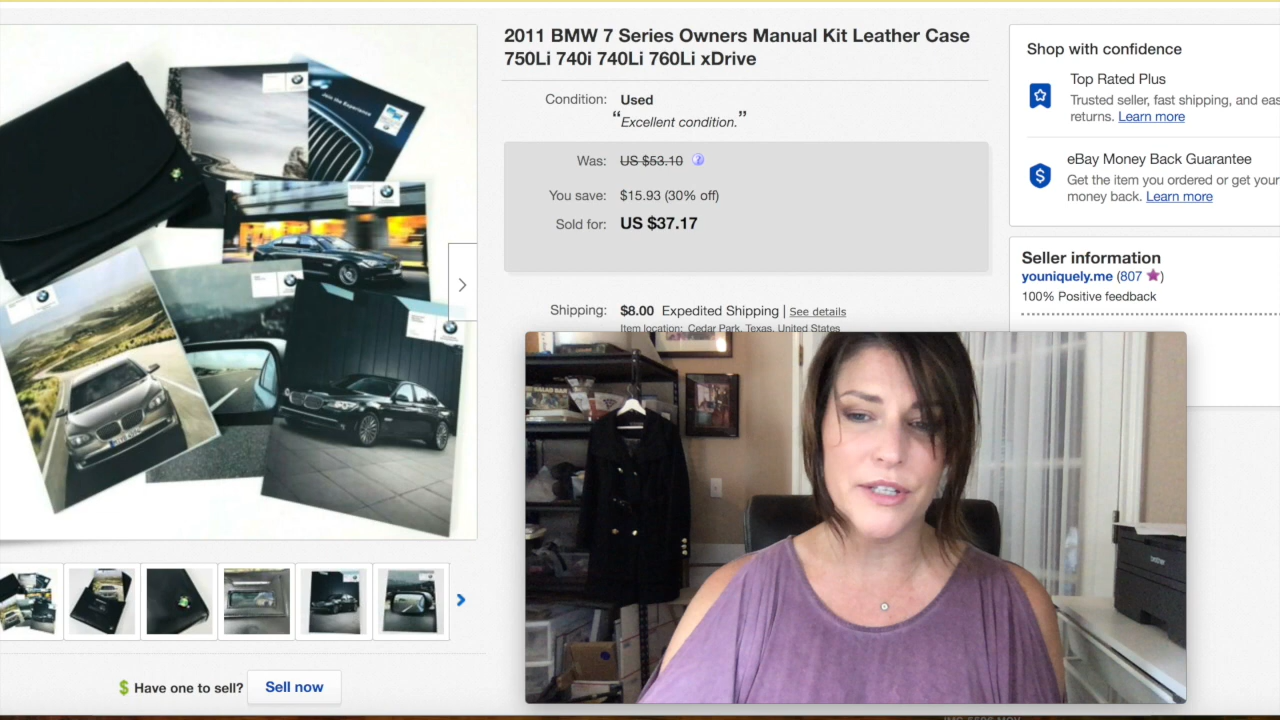 2011 BMW 7 Series Owners Manual Kit Leather Case
750Li 740i 740Li 760Li xDrive
Condition: Used
“Excellent condition.”
Was: US $53.10
You save: $15.93 (30% off)
Sold for: US $37.17
Shipping: $8.00 Expedited Shipping | See details
Item location: Cedar Park, Texas, United States
Shop with confidence
Top Rated Plus
Trusted seller, fast shipping, and eas
returns. Learn more
eBay Money Back Guarantee
Get the item you ordered or get your
money back. Learn more
Seller information
youniquely.me (807)
100% Positive feedback
Join the Experience
$ Have one to sell? Sell now